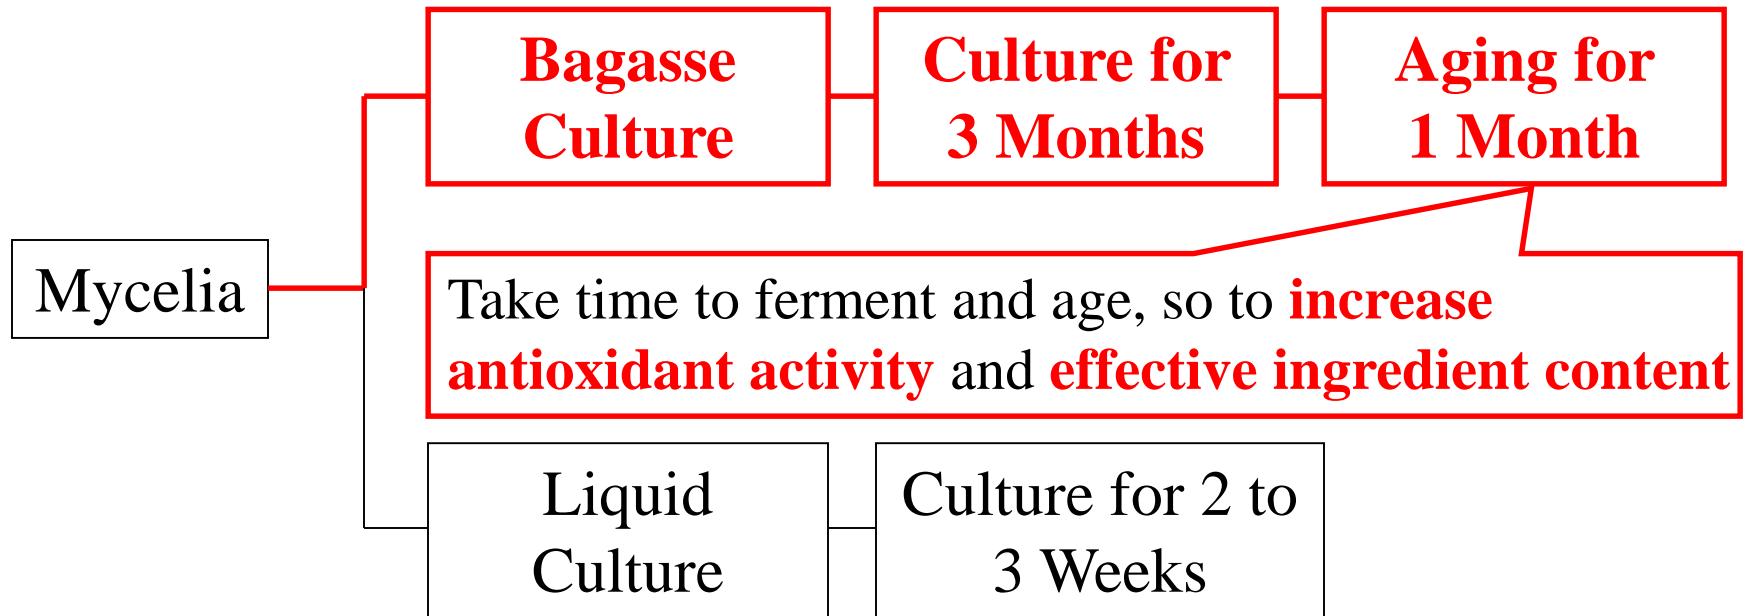 Bagasse
Culture
Culture for
3 Months
Aging for
1 Month
Mycelia
Take time to ferment and age, so to increase
antioxidant activity and effective ingredient content
Liquid
Culture
Culture for 2 to
3 Weeks